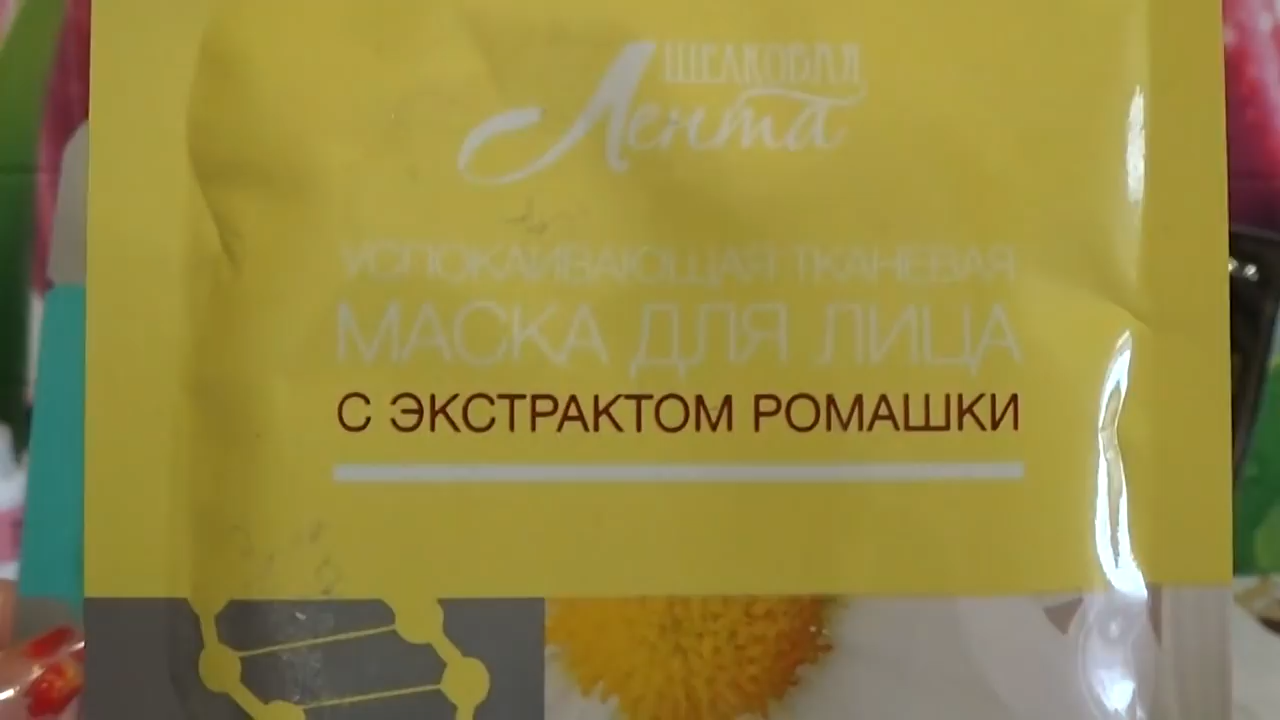 ШЕЛКОВАЯ
Лента
УСПОКАИВАЮЩАЯ ТКАНЕВАЯ
МАСКА ДЛЯ ЛИЦА
С ЭКСТРАКТОМ РОМАШКИ